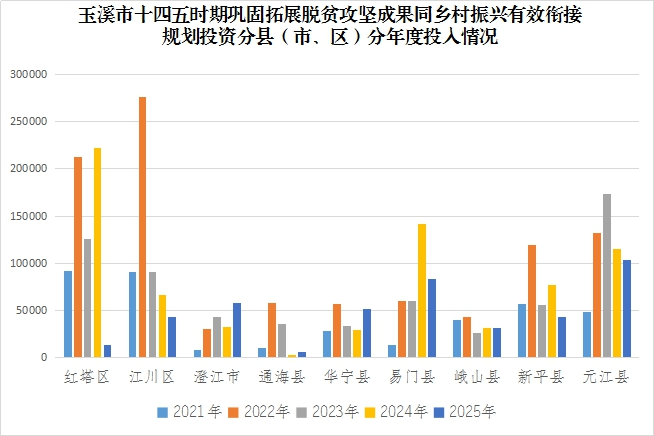 玉溪市十四五时期巩固拓展脱贫攻坚成果同乡村振兴有效衔接
规划投资分县（市、区）分年度投入情况
300000
250000
200000
150000
100000
50000
0
红塔区 江川区 澄江市 通海县 华宁县 易门县 峨山县 新平县 元江县
2021年 2022年 2023年 2024年 2025年